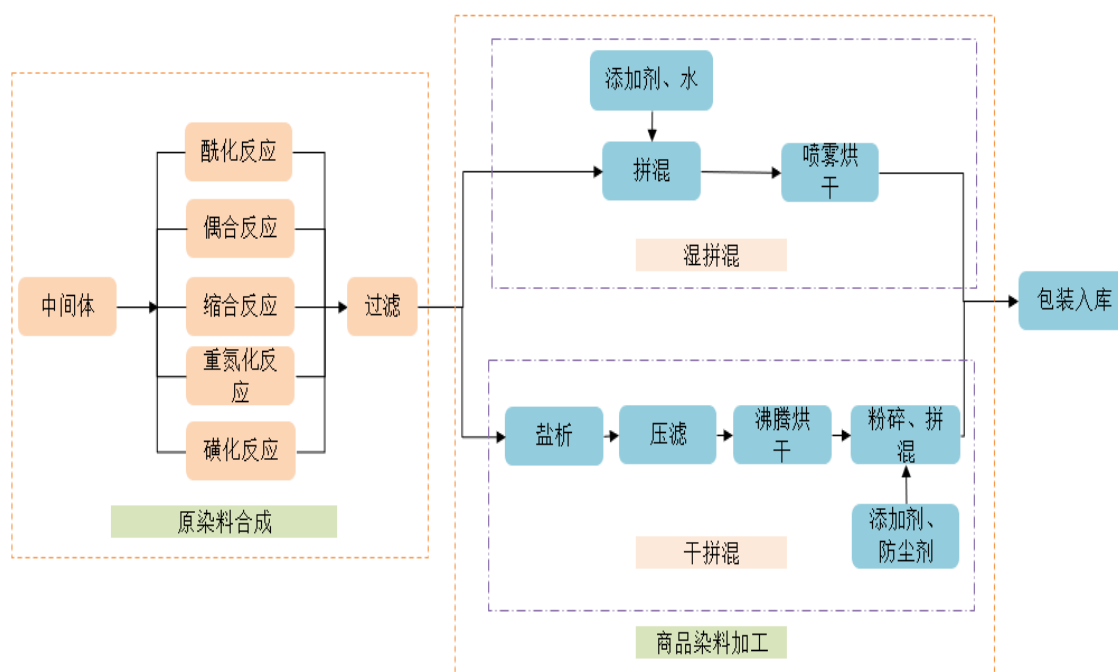 添加剂、水
酰化反应
拼混
喷雾烘
干
偶合反应
湿拼混
中间体
缩合反应
过滤
包装入库
重氮化反
应
盐析
压滤
沸腾烘
干
粉碎、拼
混
磺化反应
原染料合成
添加剂、
防尘剂
干拼混
商品染料加工